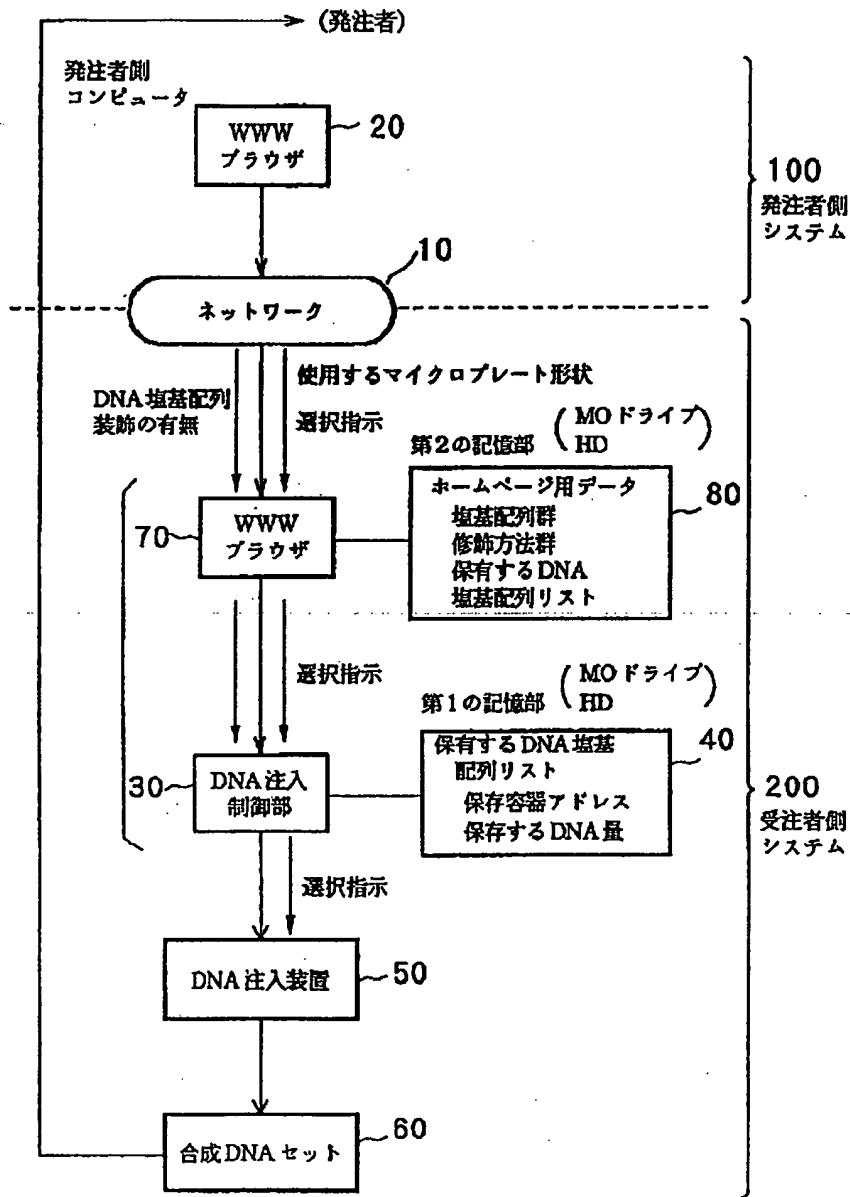 (発注者)
発注者側
コンピュータ
WWW
ブラウザ
20
100
発注者側
システム
10
ネットワーク
DNA塩基配列
装飾の有無
使用するマイクロプレート形状
選択指示
第2の記憶部
(MOドライブ
HD)
70
WWW
ブラウザ
ホームページ用データ
塩基配列群
修飾方法群
保有するDNA
塩基配列リスト
80
選択指示
第1の記憶部
(MOドライブ
HD)
30
DNA注入
制御部
保有するDNA塩基
配列リスト
保存容器アドレス
保存するDNA量
40
200
受注者側
システム
選択指示
DNA注入装置
50
合成DNAセット
60